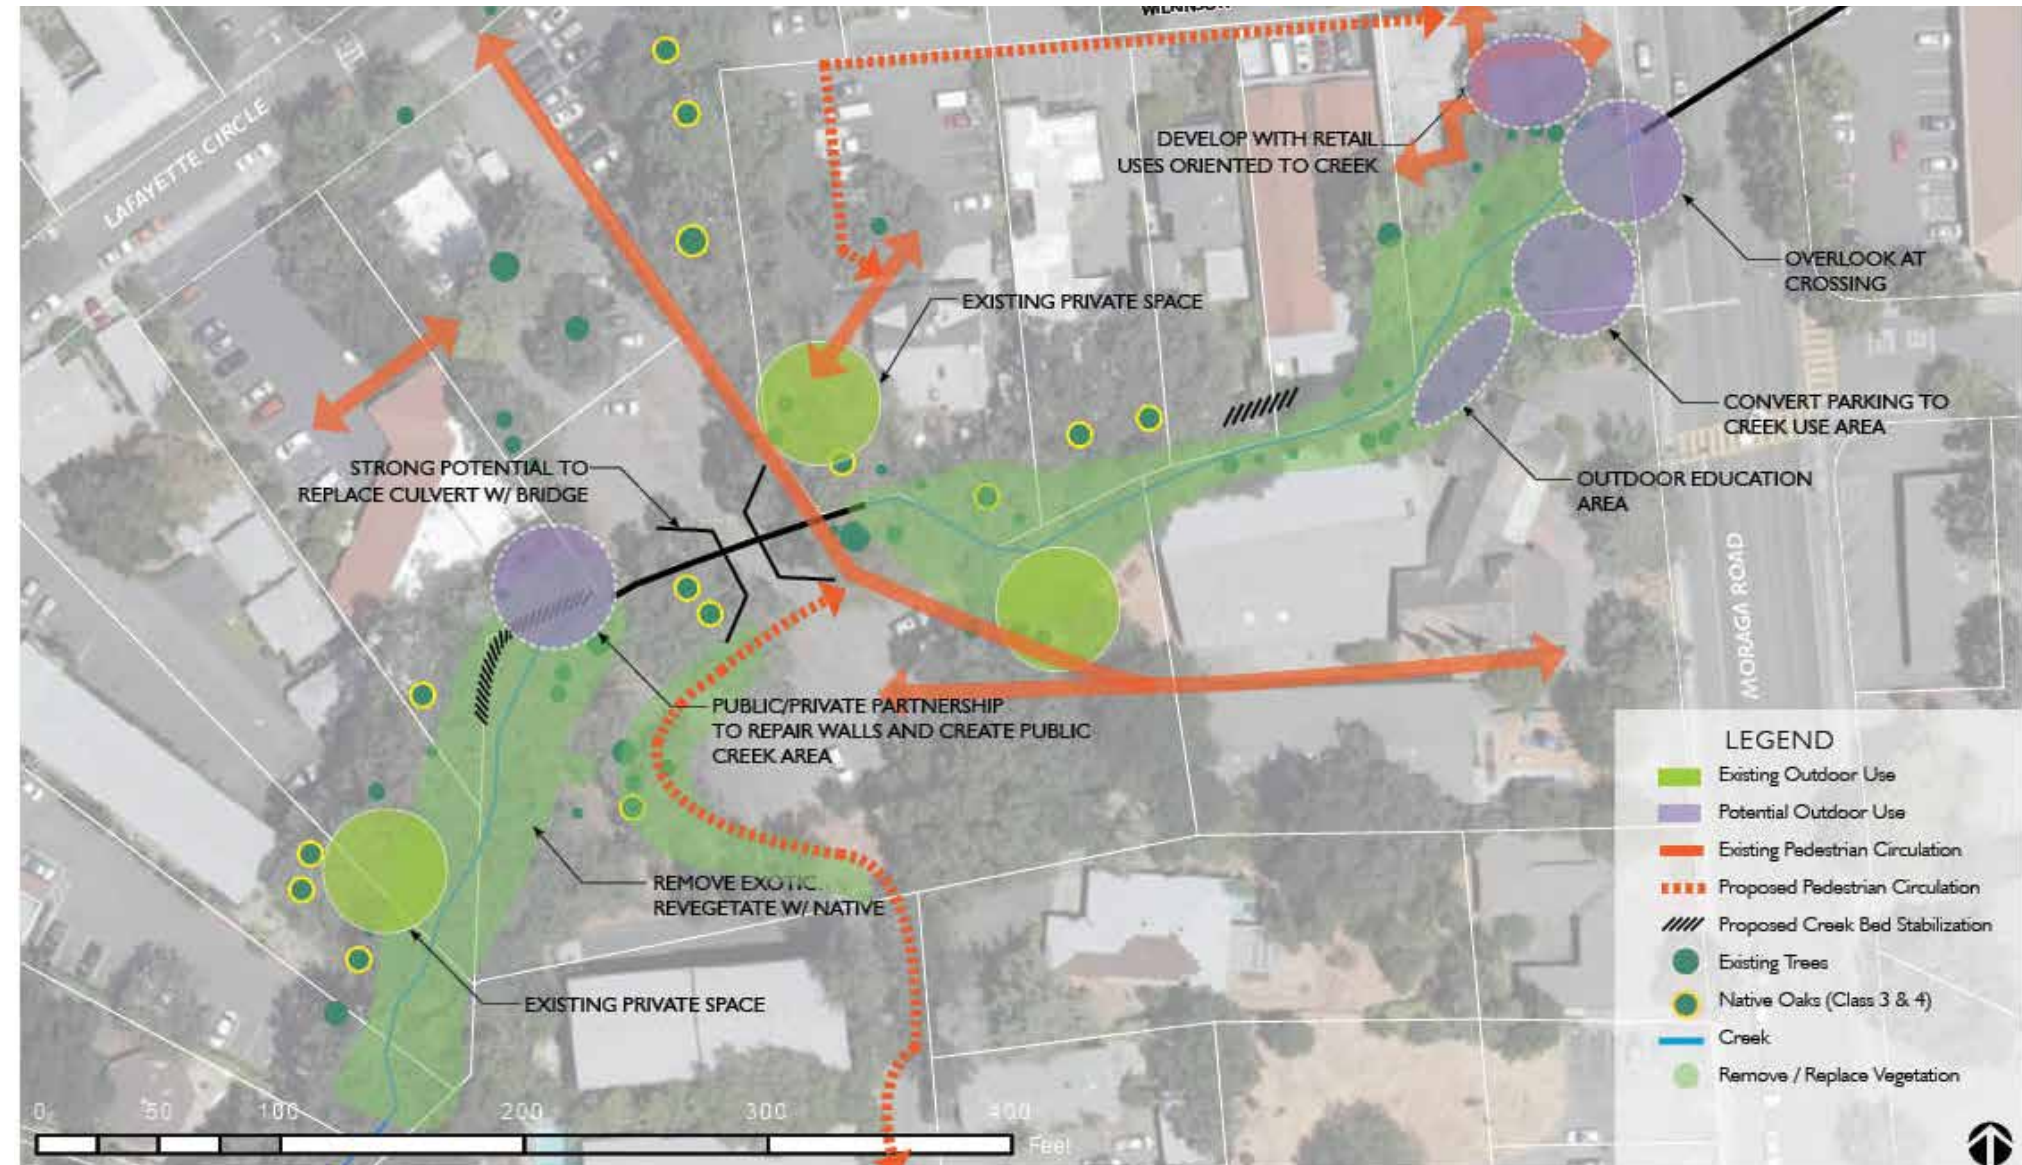 WILKINSON
LAFAYETTE CIRCLE
DEVELOP WITH RETAIL
USES ORIENTED TO CREEK
OVERLOOK AT
CROSSING
EXISTING PRIVATE SPACE
CONVERT PARKING TO
CREEK USE AREA
STRONG POTENTIAL TO
REPLACE CULVERT W/ BRIDGE
OUTDOOR EDUCATION
AREA
MORAGA ROAD
PUBLIC/PRIVATE PARTNERSHIP
TO REPAIR WALLS AND CREATE PUBLIC
CREEK AREA
REMOVE EXOTIC
REVEGETATE W/ NATIVE
EXISTING PRIVATE SPACE
LEGEND
Existing Outdoor Use
Potential Outdoor Use
Existing Pedestrian Circulation
Proposed Pedestrian Circulation
Proposed Creek Bed Stabilization
Existing Trees
Native Oaks (Class 3 & 4)
Creek
Remove / Replace Vegetation
0 50 100 200 300 400
Feet